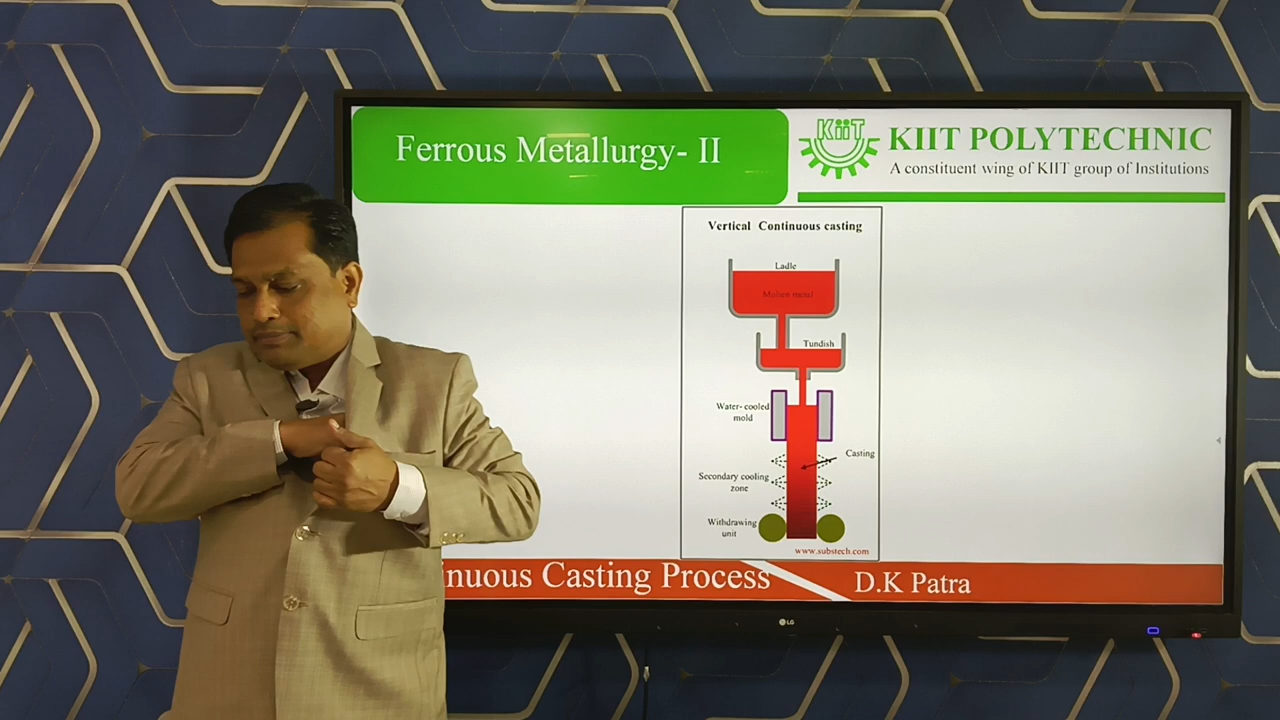 Ferrous Metallurgy- II
KiiT
KIIT POLYTECHNIC
A constituent wing of KIIT group of Institutions
Vertical Continuous casting
Ladle
Molten metal
Tundish
Water- cooled
mold
Casting
Secondary cooling
zone
Withdrawing
unit
www.substech.com
inuous Casting Process
D.K Patra
LG